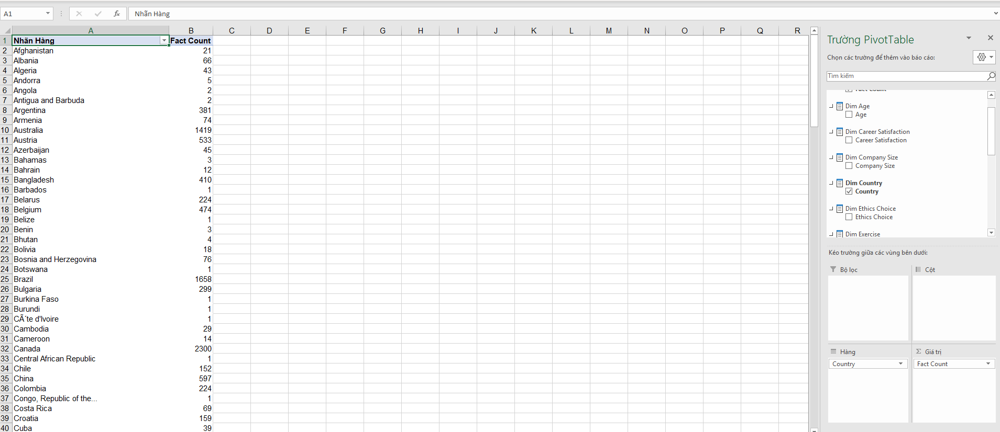 A1
fx
Nhãn Hàng
A B C D E F G H I J K L M N O P Q R
1 Nhãn Hàng Fact Count
2 Afghanistan 21
3 Albania 66
4 Algeria 43
5 Andorra 5
6 Angola 2
7 Antigua and Barbuda 2
8 Argentina 381
9 Armenia 74
10 Australia 1419
11 Austria 533
12 Azerbaijan 45
13 Bahamas 3
14 Bahrain 12
15 Bangladesh 410
16 Barbados 1
17 Belarus 224
18 Belgium 474
19 Belize 1
20 Benin 3
21 Bhutan 4
22 Bolivia 18
23 Bosnia and Herzegovina 76
24 Botswana 1
25 Brazil 1658
26 Bulgaria 299
27 Burkina Faso 1
28 Burundi 1
29 CÃ´te d'Ivoire 1
30 Cambodia 29
31 Cameroon 14
32 Canada 2300
33 Central African Republic 1
34 Chile 152
35 China 597
36 Colombia 224
37 Congo, Republic of the... 1
38 Costa Rica 69
39 Croatia 159
40 Cuba 39
Trường PivotTable
Chọn các trường để thêm vào báo cáo:
Tìm kiếm
Fact Count
Dim Age
Age
Dim Career Satisfaction
Career Satisfaction
Dim Company Size
Company Size
Dim Country
Country
Dim Ethics Choice
Ethics Choice
Dim Exercise
Kéo trường giữa các vùng bên dưới:
Bộ lọc
Cột
Hàng
Σ Giá trị
Country
Fact Count